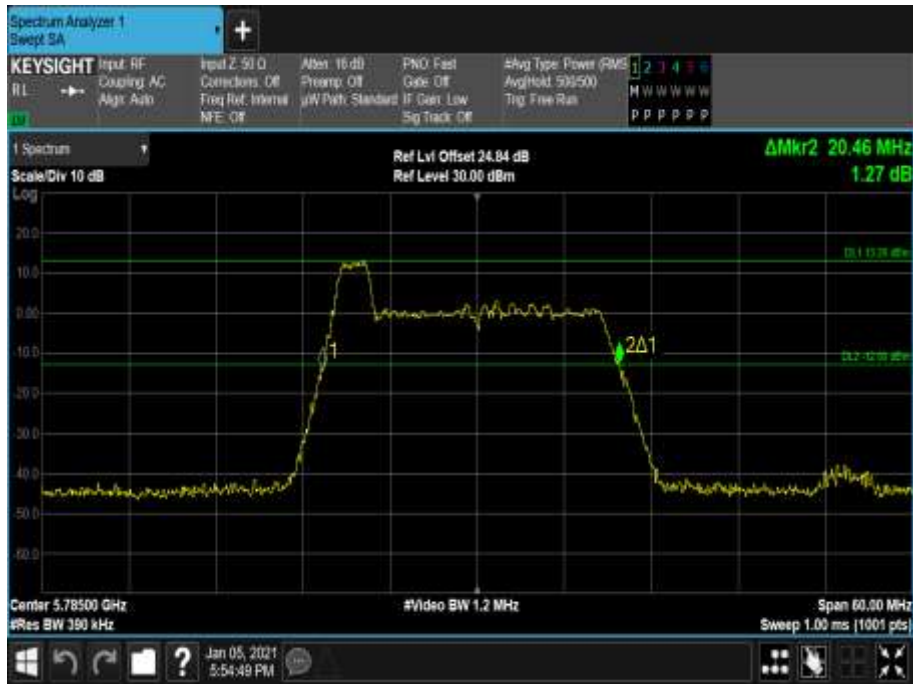 Spectrum Analyzer 1
Swept SA
+
KEYSIGHT Input: RF
RL Coupling: AC
Align: Auto
Input Z: 50 Ω
Corrections: Off
Freq Ref: Internal
NFE: Off
Atten: 16 dB
Preamp: Off
µW Path: Standard
PNO: Fast
Gate: Off
IF Gain: Low
Sig Track: Off
#Avg Type: Power (RMS
Avg|Hold: 500/500
Trig: Free Run
1 2 3 4 5 6
M W W W W W
P P P P P P
1 Spectrum
Scale/Div 10 dB
Log
Ref Lvl Offset 24.84 dB
Ref Level 30.00 dBm
ΔMkr2 20.46 MHz
1.27 dB
20.0
10.0
0.00
-10.0
-20.0
-30.0
-40.0
-50.0
-60.0
1
2Δ1
Center 5.78500 GHz
#Res BW 390 kHz
#Video BW 1.2 MHz
Span 60.00 MHz
Sweep 1.00 ms (1001 pts)
?
Jan 05, 2021
5:54:49 PM